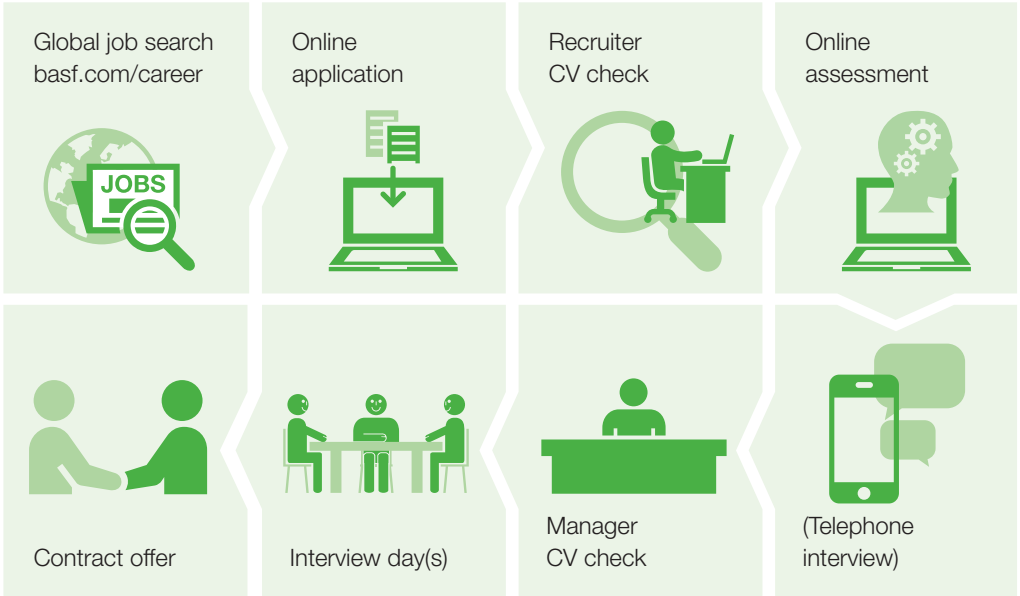 Global job search
basf.com/career
Online
application
Recruiter
CV check
Online
assessment
JOBS
(Telephone
interview)
Manager
CV check
Interview day(s)
Contract offer